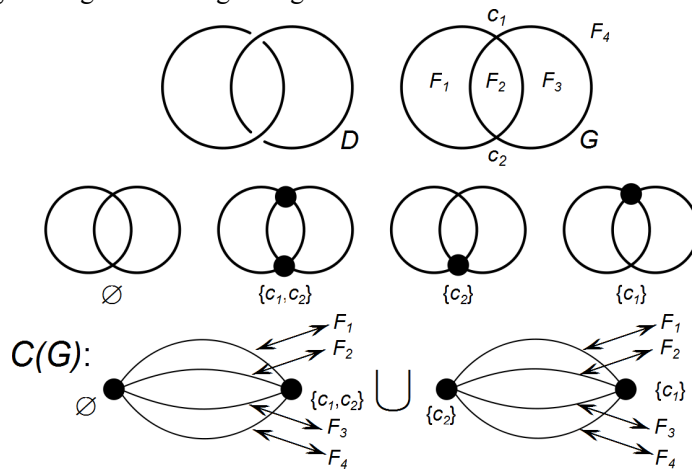 c₁
F₄
F₁ F₂ F₃
D G
c₂
∅ {c₁,c₂} {c₂} {c₁}
C(G):
F₁ F₁
F₂ F₂
∅ {c₁,c₂} ∪ {c₂} {c₁}
F₃ F₃
F₄ F₄